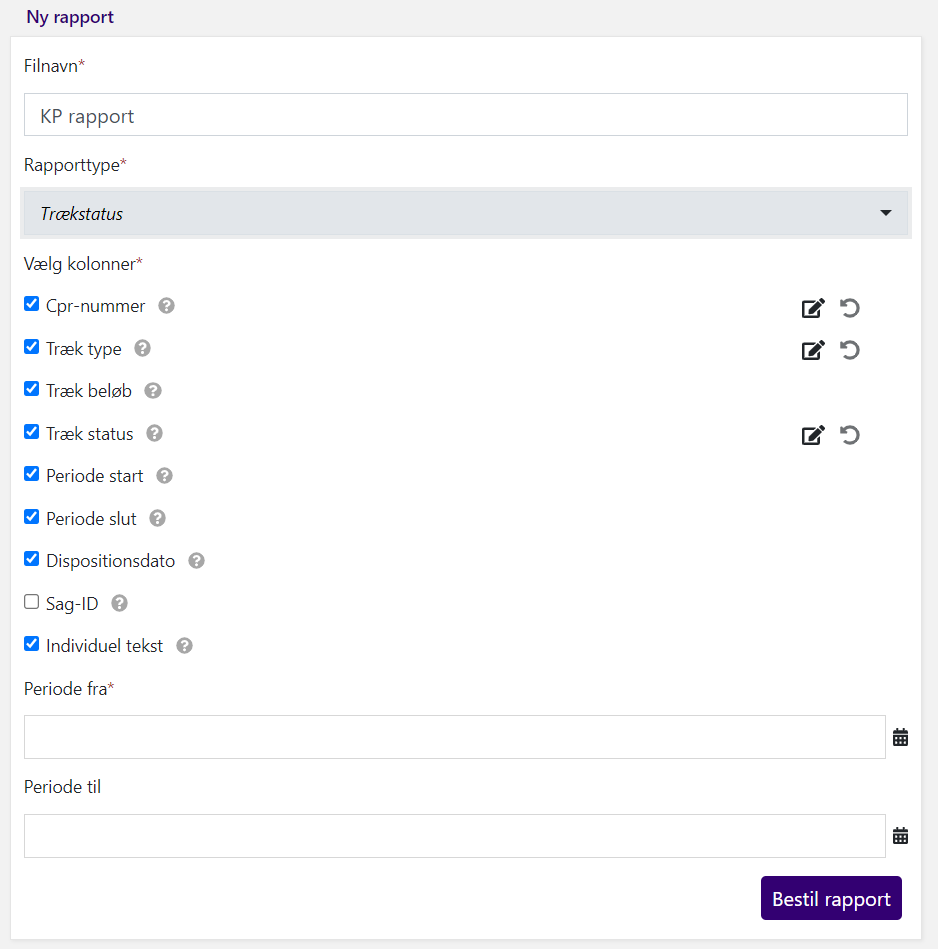 Ny rapport
Filnavn*
KP rapport
Rapporttype*
Trækstatus
Vælg kolonner*
Cpr-nummer
Træk type
Træk beløb
Træk status
Periode start
Periode slut
Dispositionsdato
Sag-ID
Individuel tekst
Periode fra*
Periode til
Bestil rapport